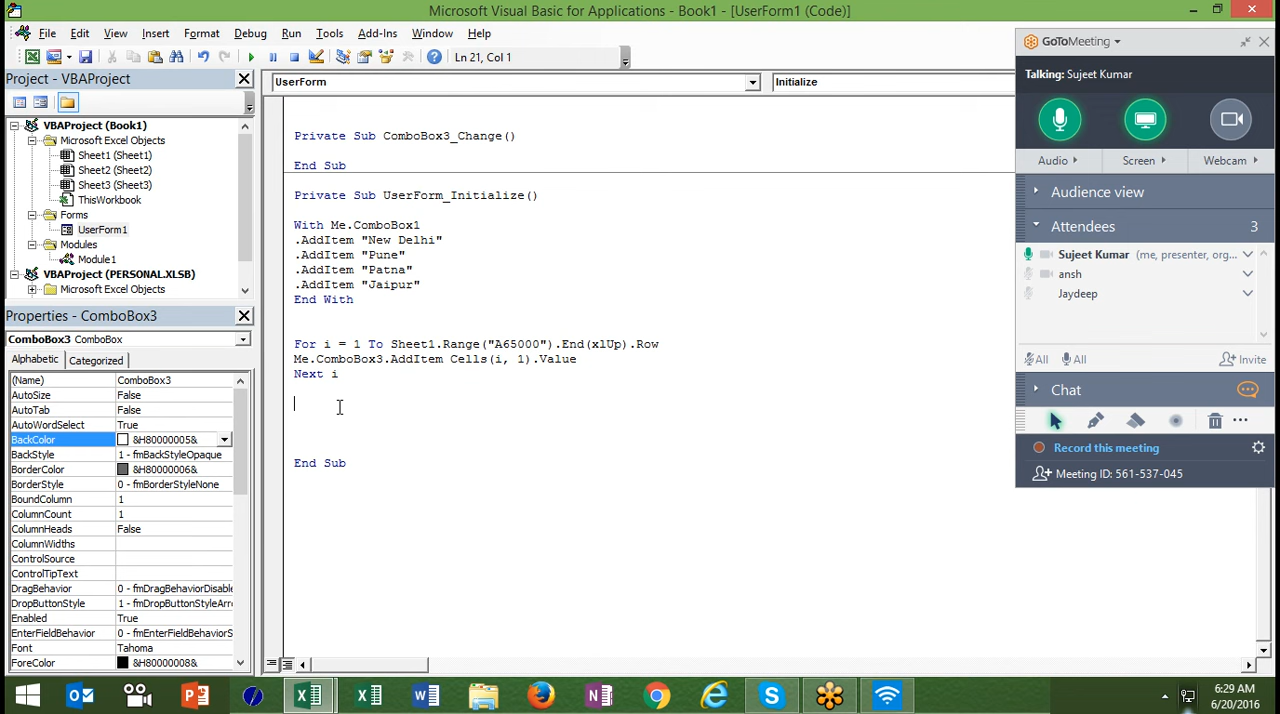 Microsoft Visual Basic for Applications - Book1 - [UserForm1 (Code)]
File Edit View Insert Format Debug Run Tools Add-Ins Window Help
Ln 21, Col 1
Project - VBAProject
VBAProject (Book1)
Microsoft Excel Objects
Sheet1 (Sheet1)
Sheet2 (Sheet2)
Sheet3 (Sheet3)
ThisWorkbook
Forms
UserForm1
Modules
Module1
VBAProject (PERSONAL.XLSB)
Microsoft Excel Objects
Properties - ComboBox3
ComboBox3 ComboBox
Alphabetic Categorized
(Name) ComboBox3
AutoSize False
AutoTab False
AutoWordSelect True
BackColor &H80000005&
BackStyle 1 - fmBackStyleOpaque
BorderColor &H80000006&
BorderStyle 0 - fmBorderStyleNone
BoundColumn 1
ColumnCount 1
ColumnHeads False
ColumnWidths
ControlSource
ControlTipText
DragBehavior 0 - fmDragBehaviorDisable
DropButtonStyle 1 - fmDropButtonStyleArr
Enabled True
EnterFieldBehavior 0 - fmEnterFieldBehaviorS
Font Tahoma
ForeColor &H80000008&
UserForm Initialize
Private Sub ComboBox3_Change()
End Sub
Private Sub UserForm_Initialize()
With Me.ComboBox1
.AddItem "New Delhi"
.AddItem "Pune"
.AddItem "Patna"
.AddItem "Jaipur"
End With
For i = 1 To Sheet1.Range("A65000").End(xlUp).Row
Me.ComboBox3.AddItem Cells(i, 1).Value
Next i
End Sub
GoToMeeting
Talking: Sujeet Kumar
Audio Screen Webcam
Audience view
Attendees 3
Sujeet Kumar (me, presenter, org...
ansh
Jaydeep
All All Invite
Chat
Record this meeting
Meeting ID: 561-537-045
6:29 AM
6/20/2016